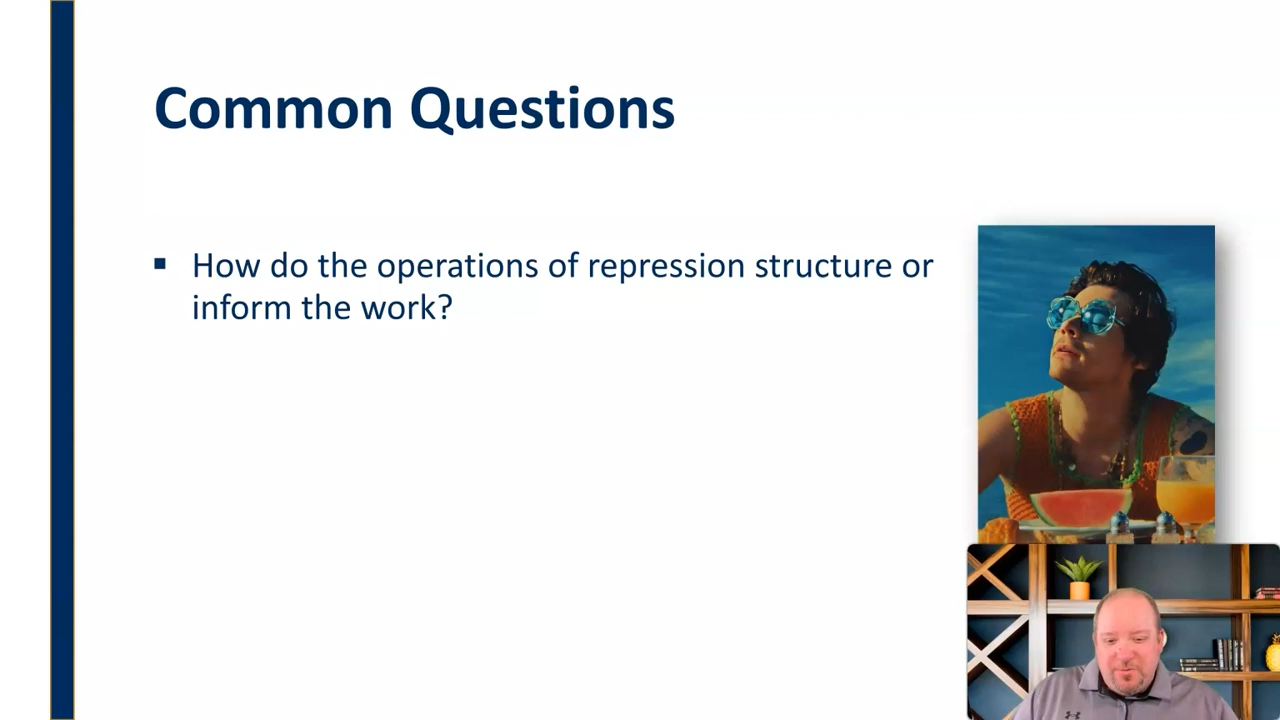 Common Questions
▪ How do the operations of repression structure or
inform the work?